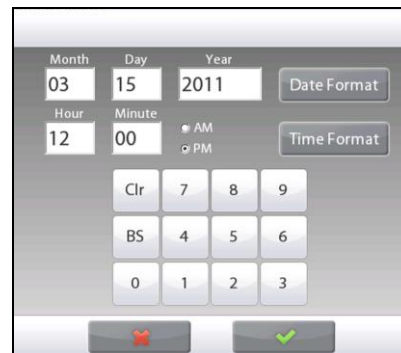 Month Day Year
03 15 2011 Date Format
Hour Minute
12 00 AM Time Format
PM
Clr 7 8 9
BS 4 5 6
0 1 2 3